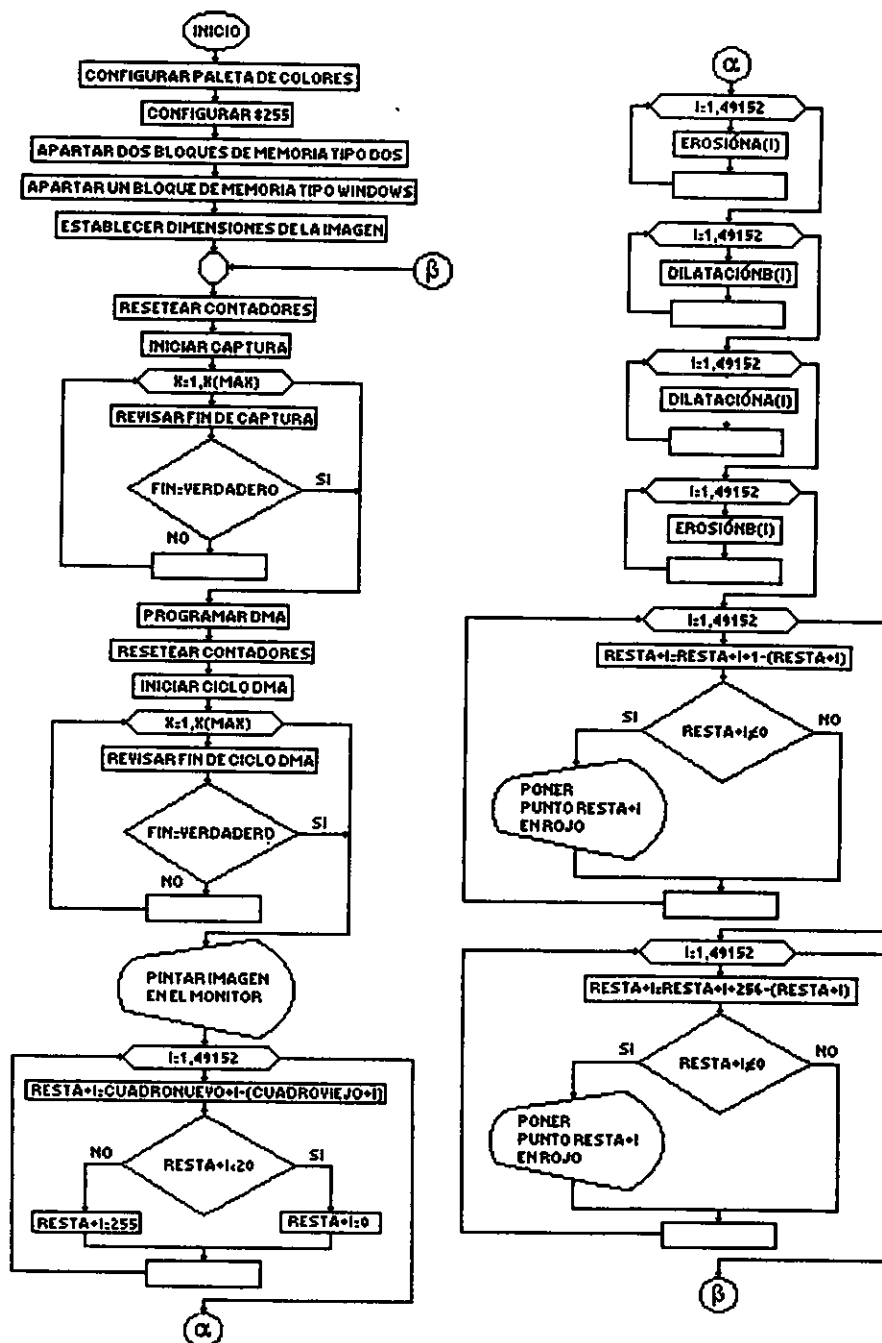 INICIO
CONFIGURAR PALETA DE COLORES
CONFIGURAR $255
APARTAR DOS BLOQUES DE MEMORIA TIPO DOS
APARTAR UN BLOQUE DE MEMORIA TIPO WINDOWS
ESTABLECER DIMENSIONES DE LA IMAGEN
β
RESETEAR CONTADORES
INICIAR CAPTURA
X=1,X(MAX)
REVISAR FIN DE CAPTURA
FIN=VERDADERO
SI
NO
PROGRAMAR DMA
RESETEAR CONTADORES
INICIAR CICLO DMA
X=1,X(MAX)
REVISAR FIN DE CICLO DMA
FIN=VERDADERO
SI
NO
PINTAR IMAGEN
EN EL MONITOR
I=1,49152
RESTA+I=CUADRONUEVO+I-(CUADROVIEJO+I)
NO
RESTA+I<20
SI
RESTA+I=255
RESTA+I=0
α
α
I=1,49152
EROSIÓNA(I)
I=1,49152
DILATACIÓNB(I)
I=1,49152
DILATACIÓNA(I)
I=1,49152
EROSIÓNB(I)
I=1,49152
RESTA+I=RESTA+I+1-(RESTA+I)
SI
RESTA+I≠0
NO
PONER
PUNTO RESTA+I
EN ROJO
I=1,49152
RESTA+I=RESTA+I+256-(RESTA+I)
SI
RESTA+I≠0
NO
PONER
PUNTO RESTA+I
EN ROJO
β